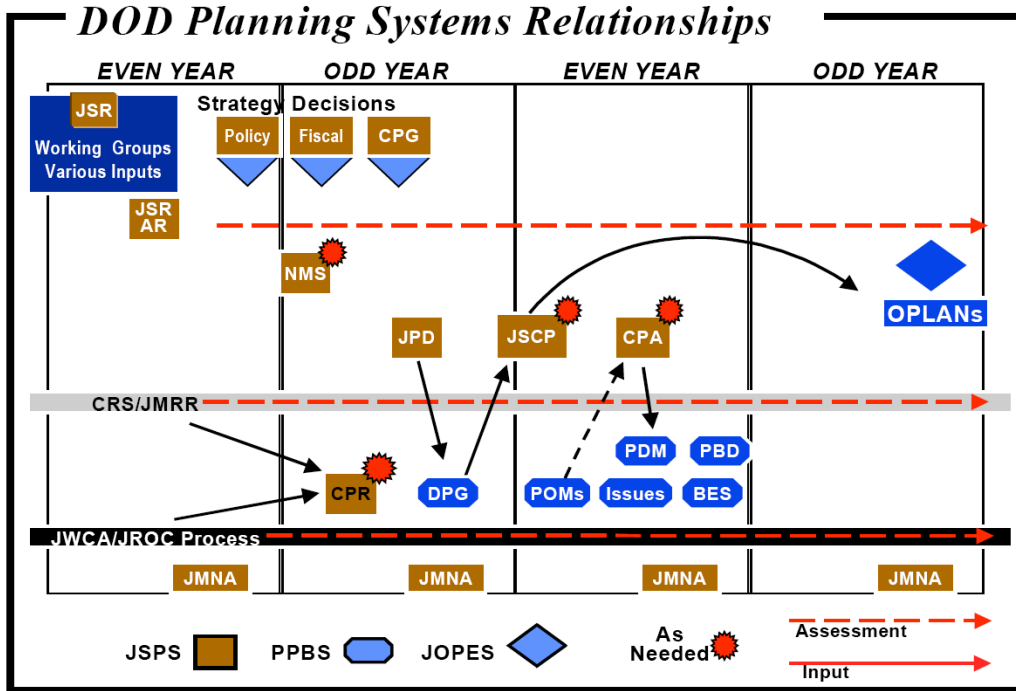 DOD Planning Systems Relationships
EVEN YEAR
ODD YEAR
EVEN YEAR
ODD YEAR
JSR
Working Groups
Various Inputs
Strategy Decisions
Policy
Fiscal
CPG
JSR
AR
NMS
OPLANs
JPD
JSCP
CPA
CRS/JMRR
PDM
PBD
CPR
DPG
POMs
Issues
BES
JWCA/JROC Process
JMNA
JMNA
JMNA
JMNA
JSPS
PPBS
JOPES
As
Needed
Assessment
Input